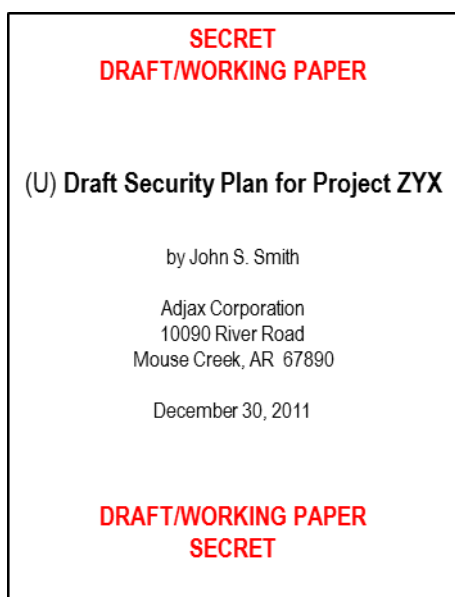 SECRET
DRAFT/WORKING PAPER
(U) Draft Security Plan for Project ZYX
by John S. Smith
Adjax Corporation
10090 River Road
Mouse Creek, AR  67890
December 30, 2011
DRAFT/WORKING PAPER
SECRET